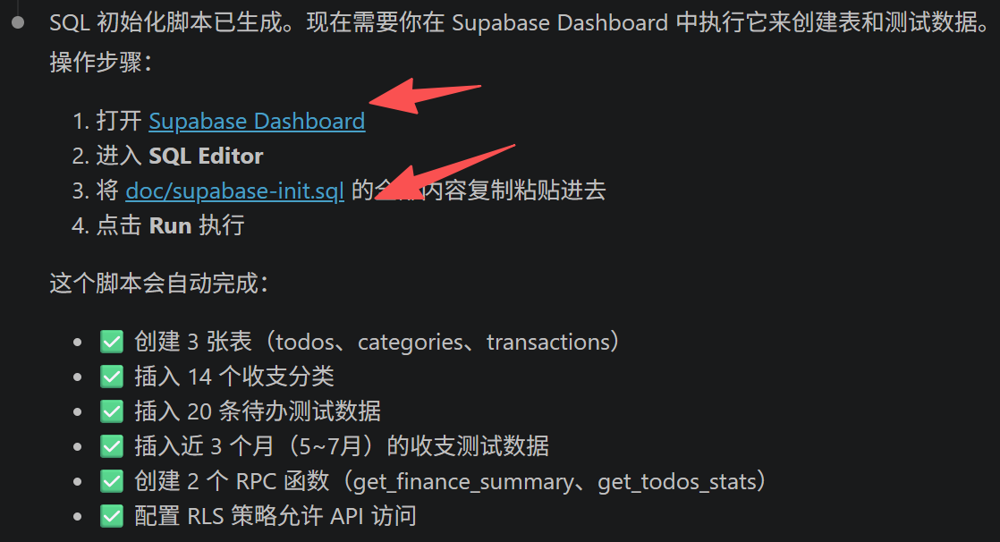 SQL 初始化脚本已生成。现在需要你在 Supabase Dashboard 中执行它来创建表和测试数据。
操作步骤：
1. 打开 Supabase Dashboard
2. 进入 SQL Editor
3. 将 doc/supabase-init.sql 的全部内容复制粘贴进去
4. 点击 Run 执行
这个脚本会自动完成：
• ✅ 创建 3 张表（todos、categories、transactions）
• ✅ 插入 14 个收支分类
• ✅ 插入 20 条待办测试数据
• ✅ 插入近 3 个月（5~7月）的收支测试数据
• ✅ 创建 2 个 RPC 函数（get_finance_summary、get_todos_stats）
• ✅ 配置 RLS 策略允许 API 访问